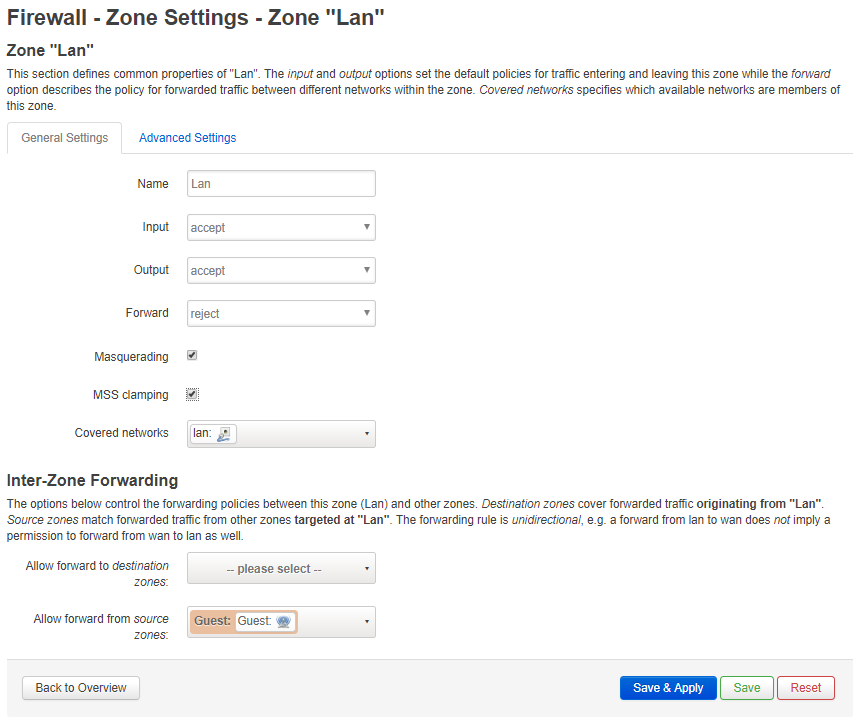 Firewall - Zone Settings - Zone "Lan"
Zone "Lan"
This section defines common properties of "Lan". The input and output options set the default policies for traffic entering and leaving this zone while the forward
option describes the policy for forwarded traffic between different networks within the zone. Covered networks specifies which available networks are members of
this zone.
General Settings
Advanced Settings
Name
Lan
Input
accept
Output
accept
Forward
reject
Masquerading
MSS clamping
Covered networks
lan:
Inter-Zone Forwarding
The options below control the forwarding policies between this zone (Lan) and other zones. Destination zones cover forwarded traffic originating from "Lan".
Source zones match forwarded traffic from other zones targeted at "Lan". The forwarding rule is unidirectional, e.g. a forward from lan to wan does not imply a
permission to forward from wan to lan as well.
Allow forward to destination
zones:
-- please select --
Allow forward from source
zones:
Guest: Guest:
Back to Overview
Save & Apply
Save
Reset